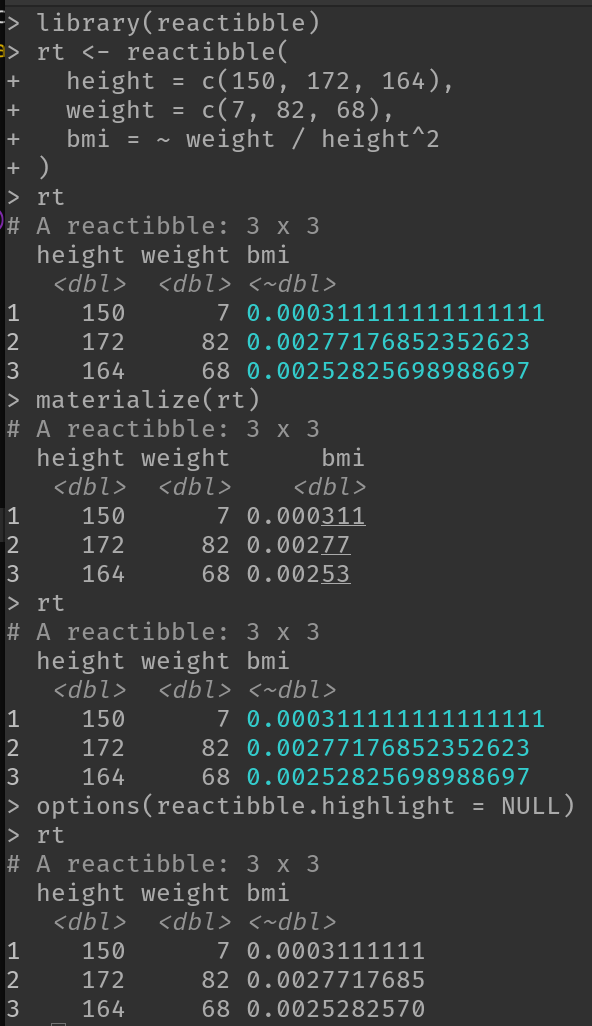 > library(reactibble)
> rt <- reactibble(
+   height = c(150, 172, 164),
+   weight = c(7, 82, 68),
+   bmi = ~ weight / height^2
+ )
> rt
# A reactibble: 3 x 3
  height weight bmi
   <dbl>  <dbl> <~dbl>
1    150      7 0.000311111111111111
2    172     82 0.00277176852352623
3    164     68 0.00252825698988697
> materialize(rt)
# A reactibble: 3 x 3
  height weight      bmi
   <dbl>  <dbl>    <dbl>
1    150      7 0.000311
2    172     82 0.00277
3    164     68 0.00253
> rt
# A reactibble: 3 x 3
  height weight bmi
   <dbl>  <dbl> <~dbl>
1    150      7 0.000311111111111111
2    172     82 0.00277176852352623
3    164     68 0.00252825698988697
> options(reactibble.highlight = NULL)
> rt
# A reactibble: 3 x 3
  height weight bmi
   <dbl>  <dbl> <~dbl>
1    150      7 0.0003111111
2    172     82 0.0027717685
3    164     68 0.0025282570